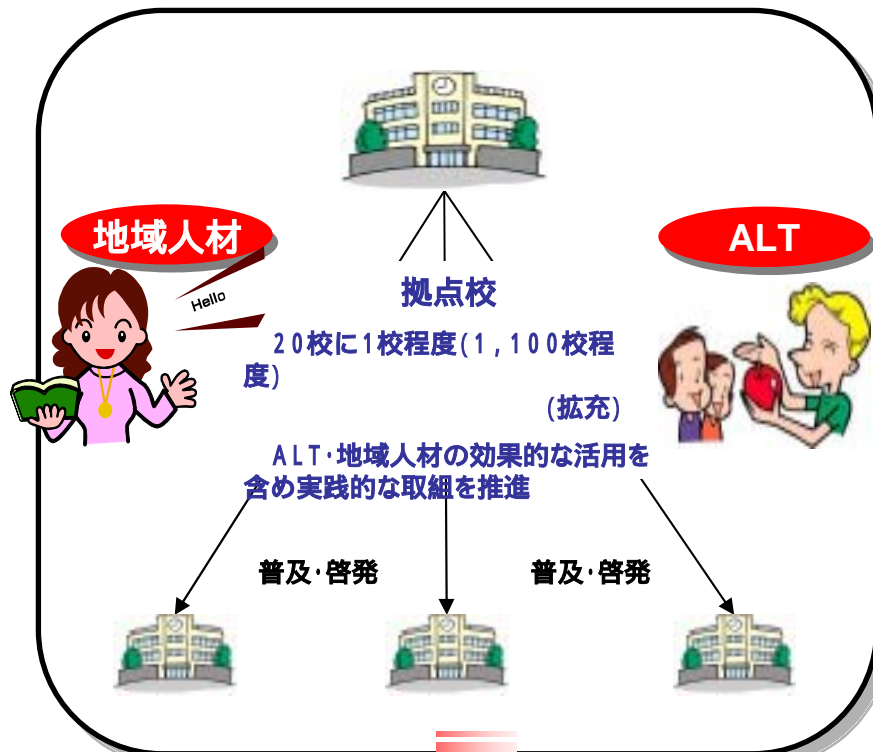 地域人材
ALT
Hello
拠点校
20校に1校程度(1,100校程
度)
(拡充)
ALT・地域人材の効果的な活用を
含め実践的な取組を推進
普及・啓発
普及・啓発